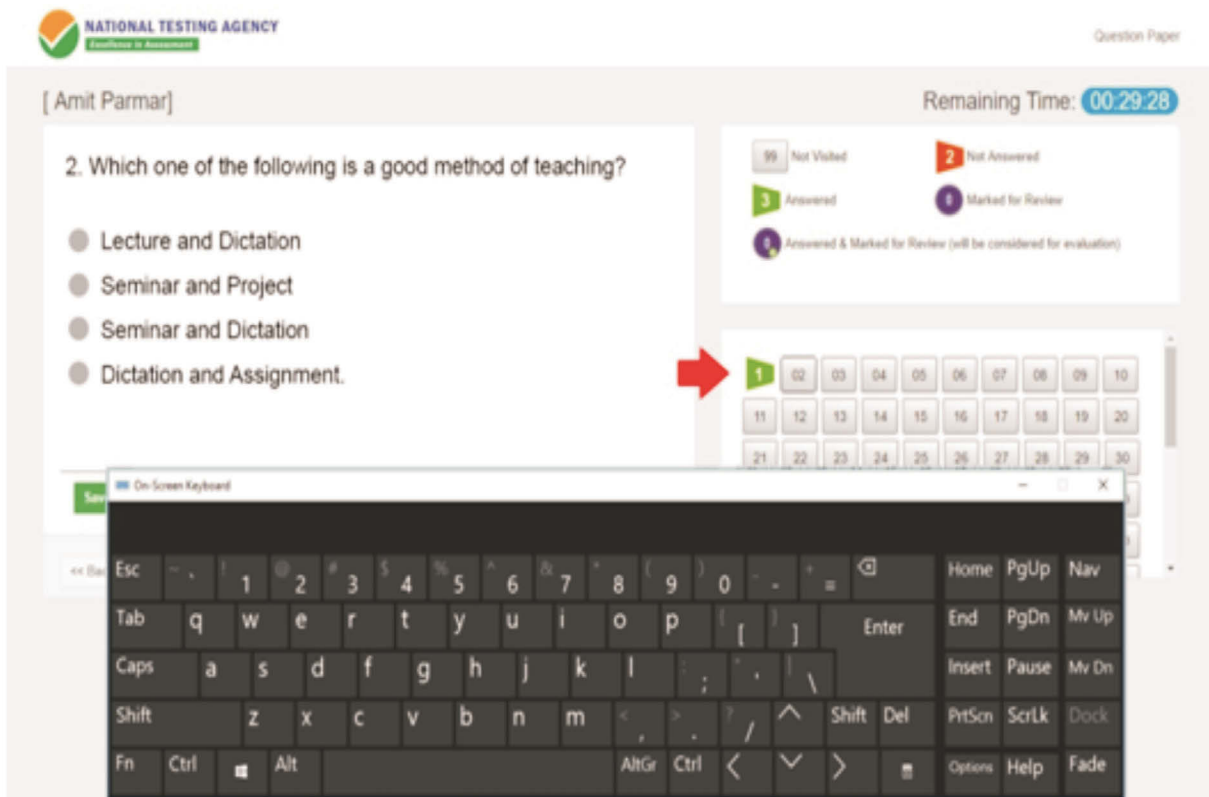 NATIONAL TESTING AGENCY
Excellence in Assessment
Question Paper
[ Amit Parmar]
Remaining Time: 00:29:28
2. Which one of the following is a good method of teaching?
Lecture and Dictation
Seminar and Project
Seminar and Dictation
Dictation and Assignment.
99 Not Visited
2 Not Answered
3 Answered
0 Marked for Review
0 Answered & Marked for Review (will be considered for evaluation)
1 02 03 04 05 06 07 08 09 10
11 12 13 14 15 16 17 18 19 20
21 22 23 24 25 26 27 28 29 30
On-Screen Keyboard
Esc ~ ` ! 1 @ 2 # 3 $ 4 % 5 ^ 6 & 7 * 8 ( 9 ) 0 _ - + = Home PgUp Nav
Tab q w e r t y u i o p { [ } ] Enter End PgDn Mv Up
Caps a s d f g h j k l : ; " ' | \ Insert Pause Mv Dn
Shift z x c v b n m < , > . ? / Shift Del PrtScn ScrLk Dock
Fn Ctrl Alt AltGr Ctrl Options Help Fade